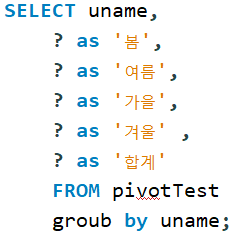 SELECT uname,
? as '봄',
? as '여름',
? as '가을',
? as '겨울' ,
? as '합계'
FROM pivotTest
groub by uname;